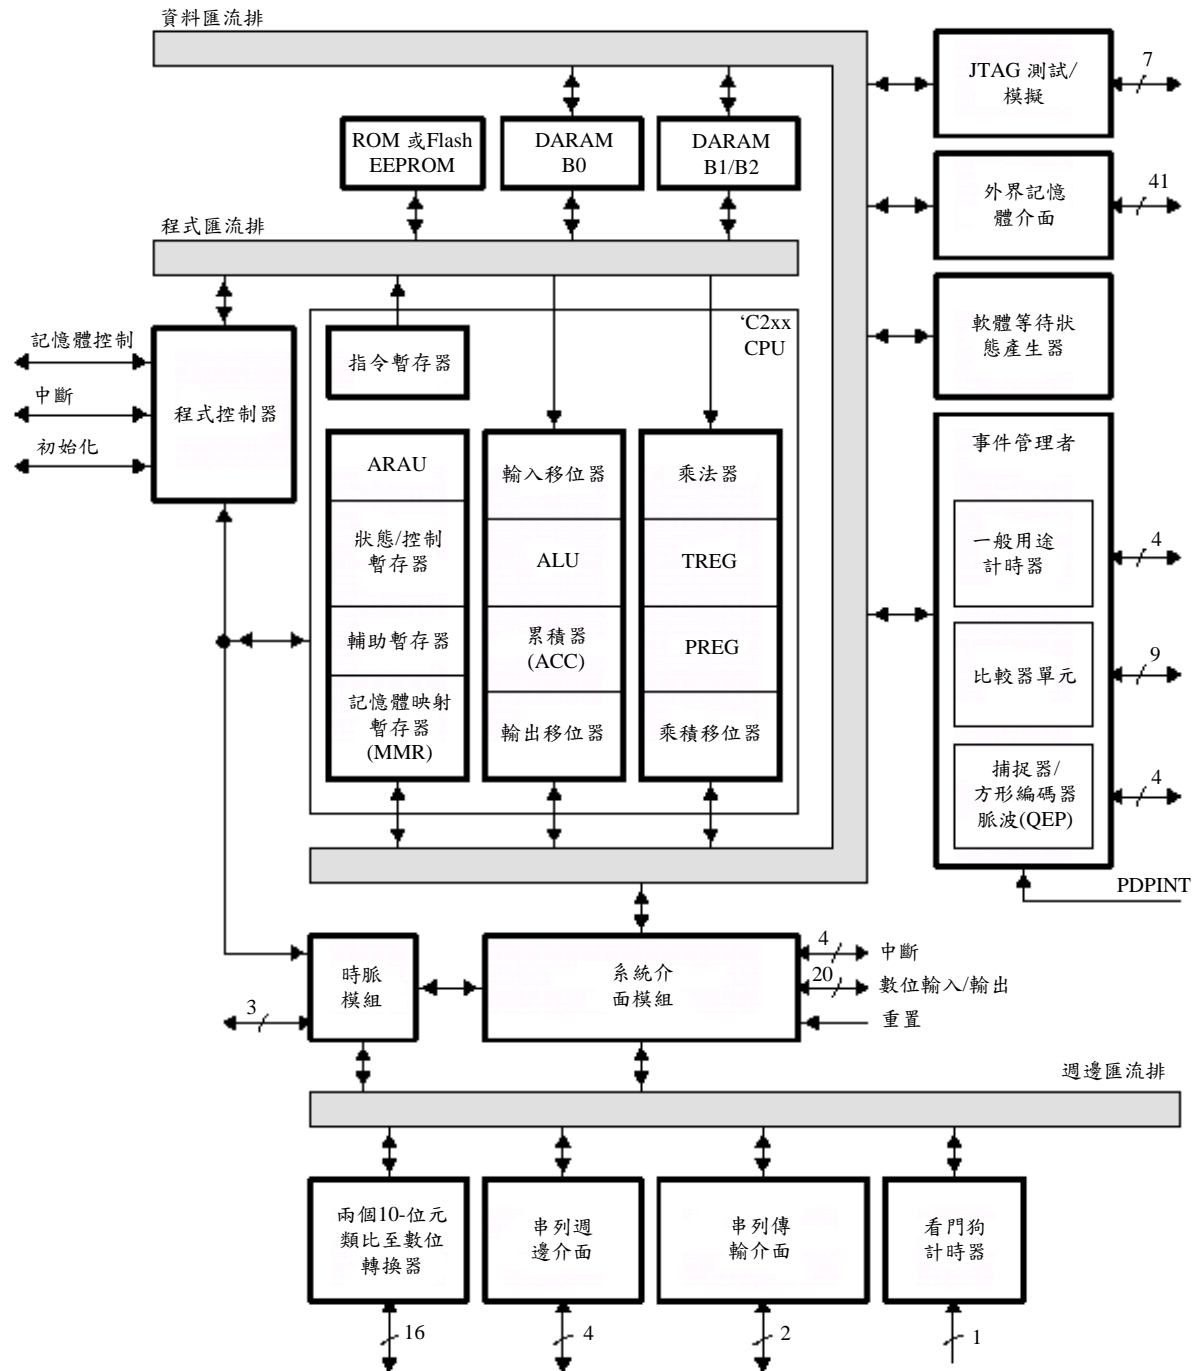 資料匯流排
JTAG 測試/
模擬
7
ROM 或Flash
EEPROM
DARAM
B0
DARAM
B1/B2
外界記憶
體介面
41
程式匯流排
‘C2xx
CPU
軟體等待狀
態產生器
記憶體控制
中斷
初始化
程式控制器
指令暫存器
事件管理者
ARAU
狀態/控制
暫存器
輔助暫存器
記憶體映射
暫存器
(MMR)
輸入移位器
ALU
累積器
(ACC)
輸出移位器
乘法器
TREG
PREG
乘積移位器
一般用途
計時器
4
比較器單元
9
捕捉器/
方形編碼器
脈波(QEP)
4
PDPINT
時脈
模組
3
系統介
面模組
4
中斷
20
數位輸入/輸出
重置
週邊匯流排
兩個10-位元
類比至數位
轉換器
串列週
邊介面
串列傳
輸介面
看門狗
計時器
16
4
2
1